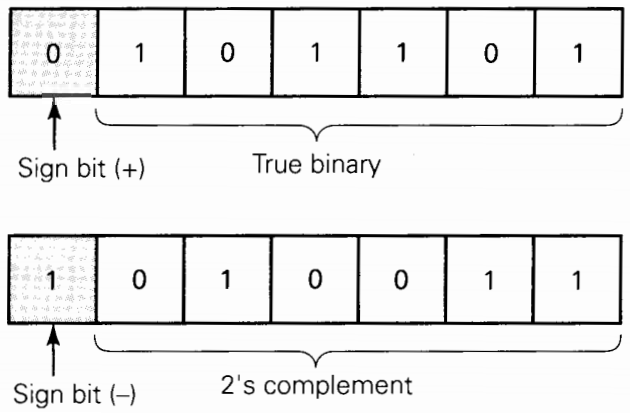 0 1 0 1 1 0 1
Sign bit (+)
True binary
1 0 1 0 0 1 1
Sign bit (–)
2's complement